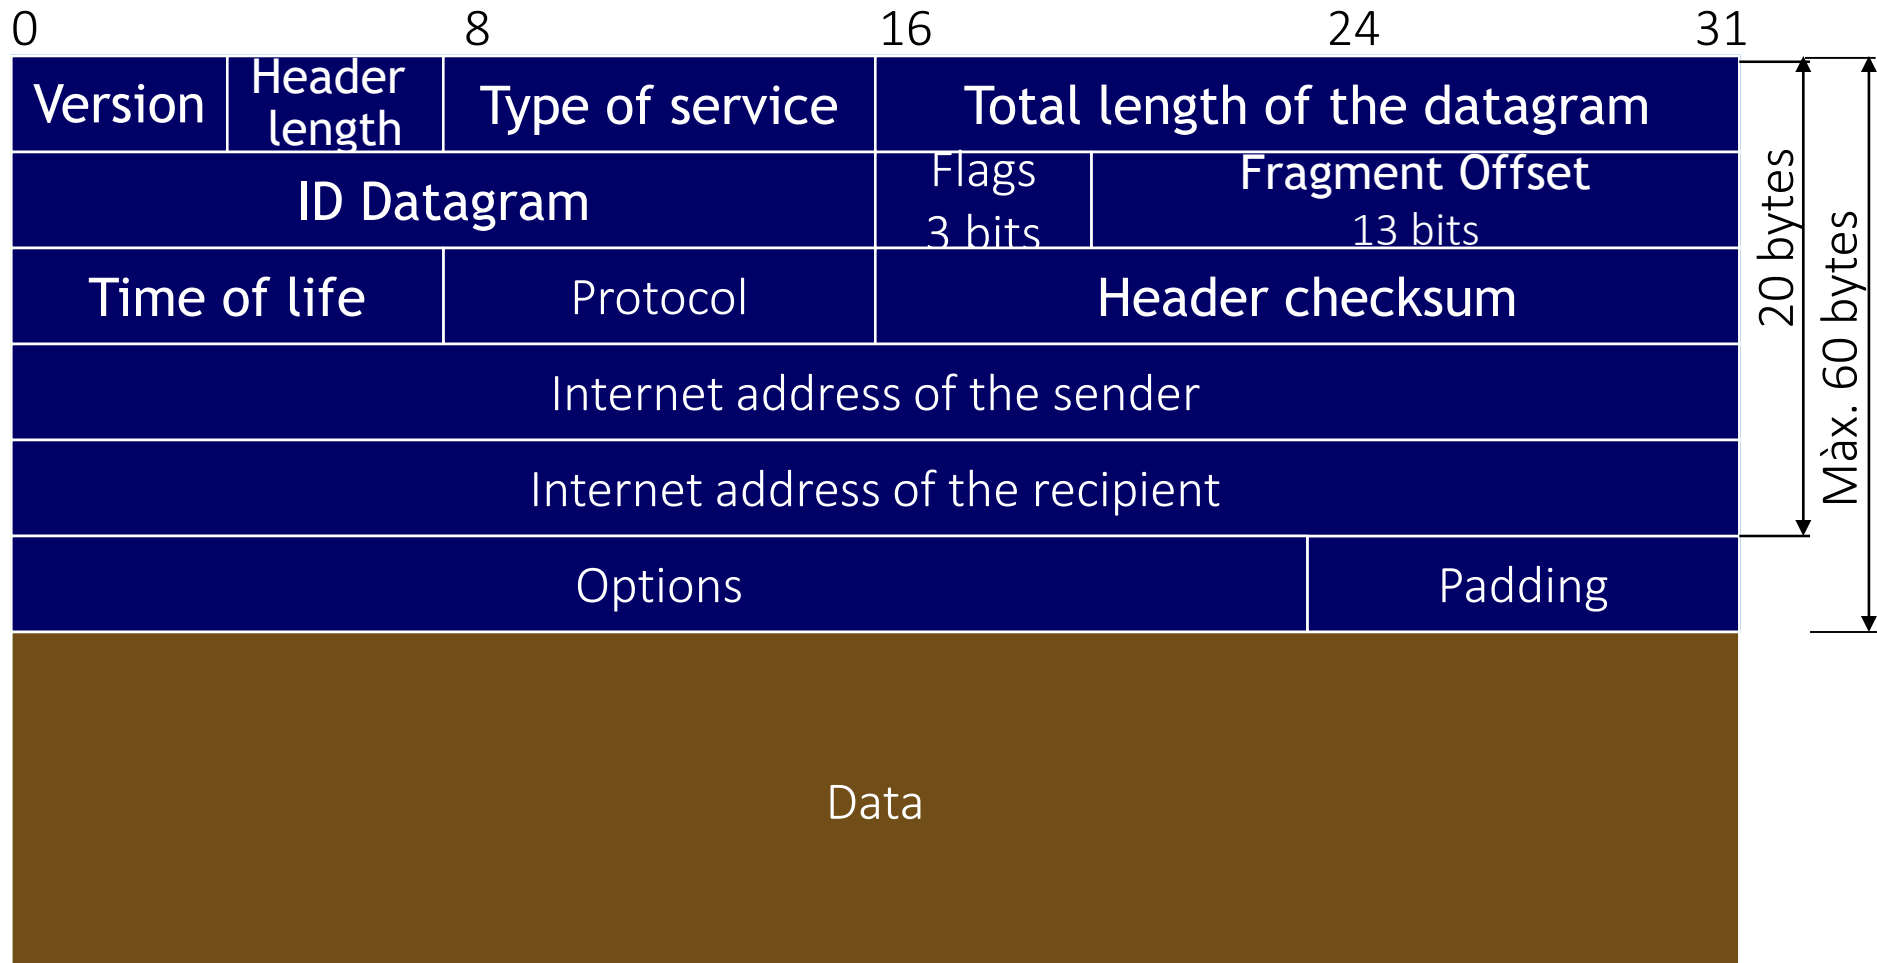 0 8 16 24 31
Version
Header
length
Type of service
Total length of the datagram
ID Datagram
Flags
3 bits
Fragment Offset
13 bits
Time of life
Protocol
Header checksum
Internet address of the sender
Internet address of the recipient
Options
Padding
Data
20 bytes
Màx. 60 bytes